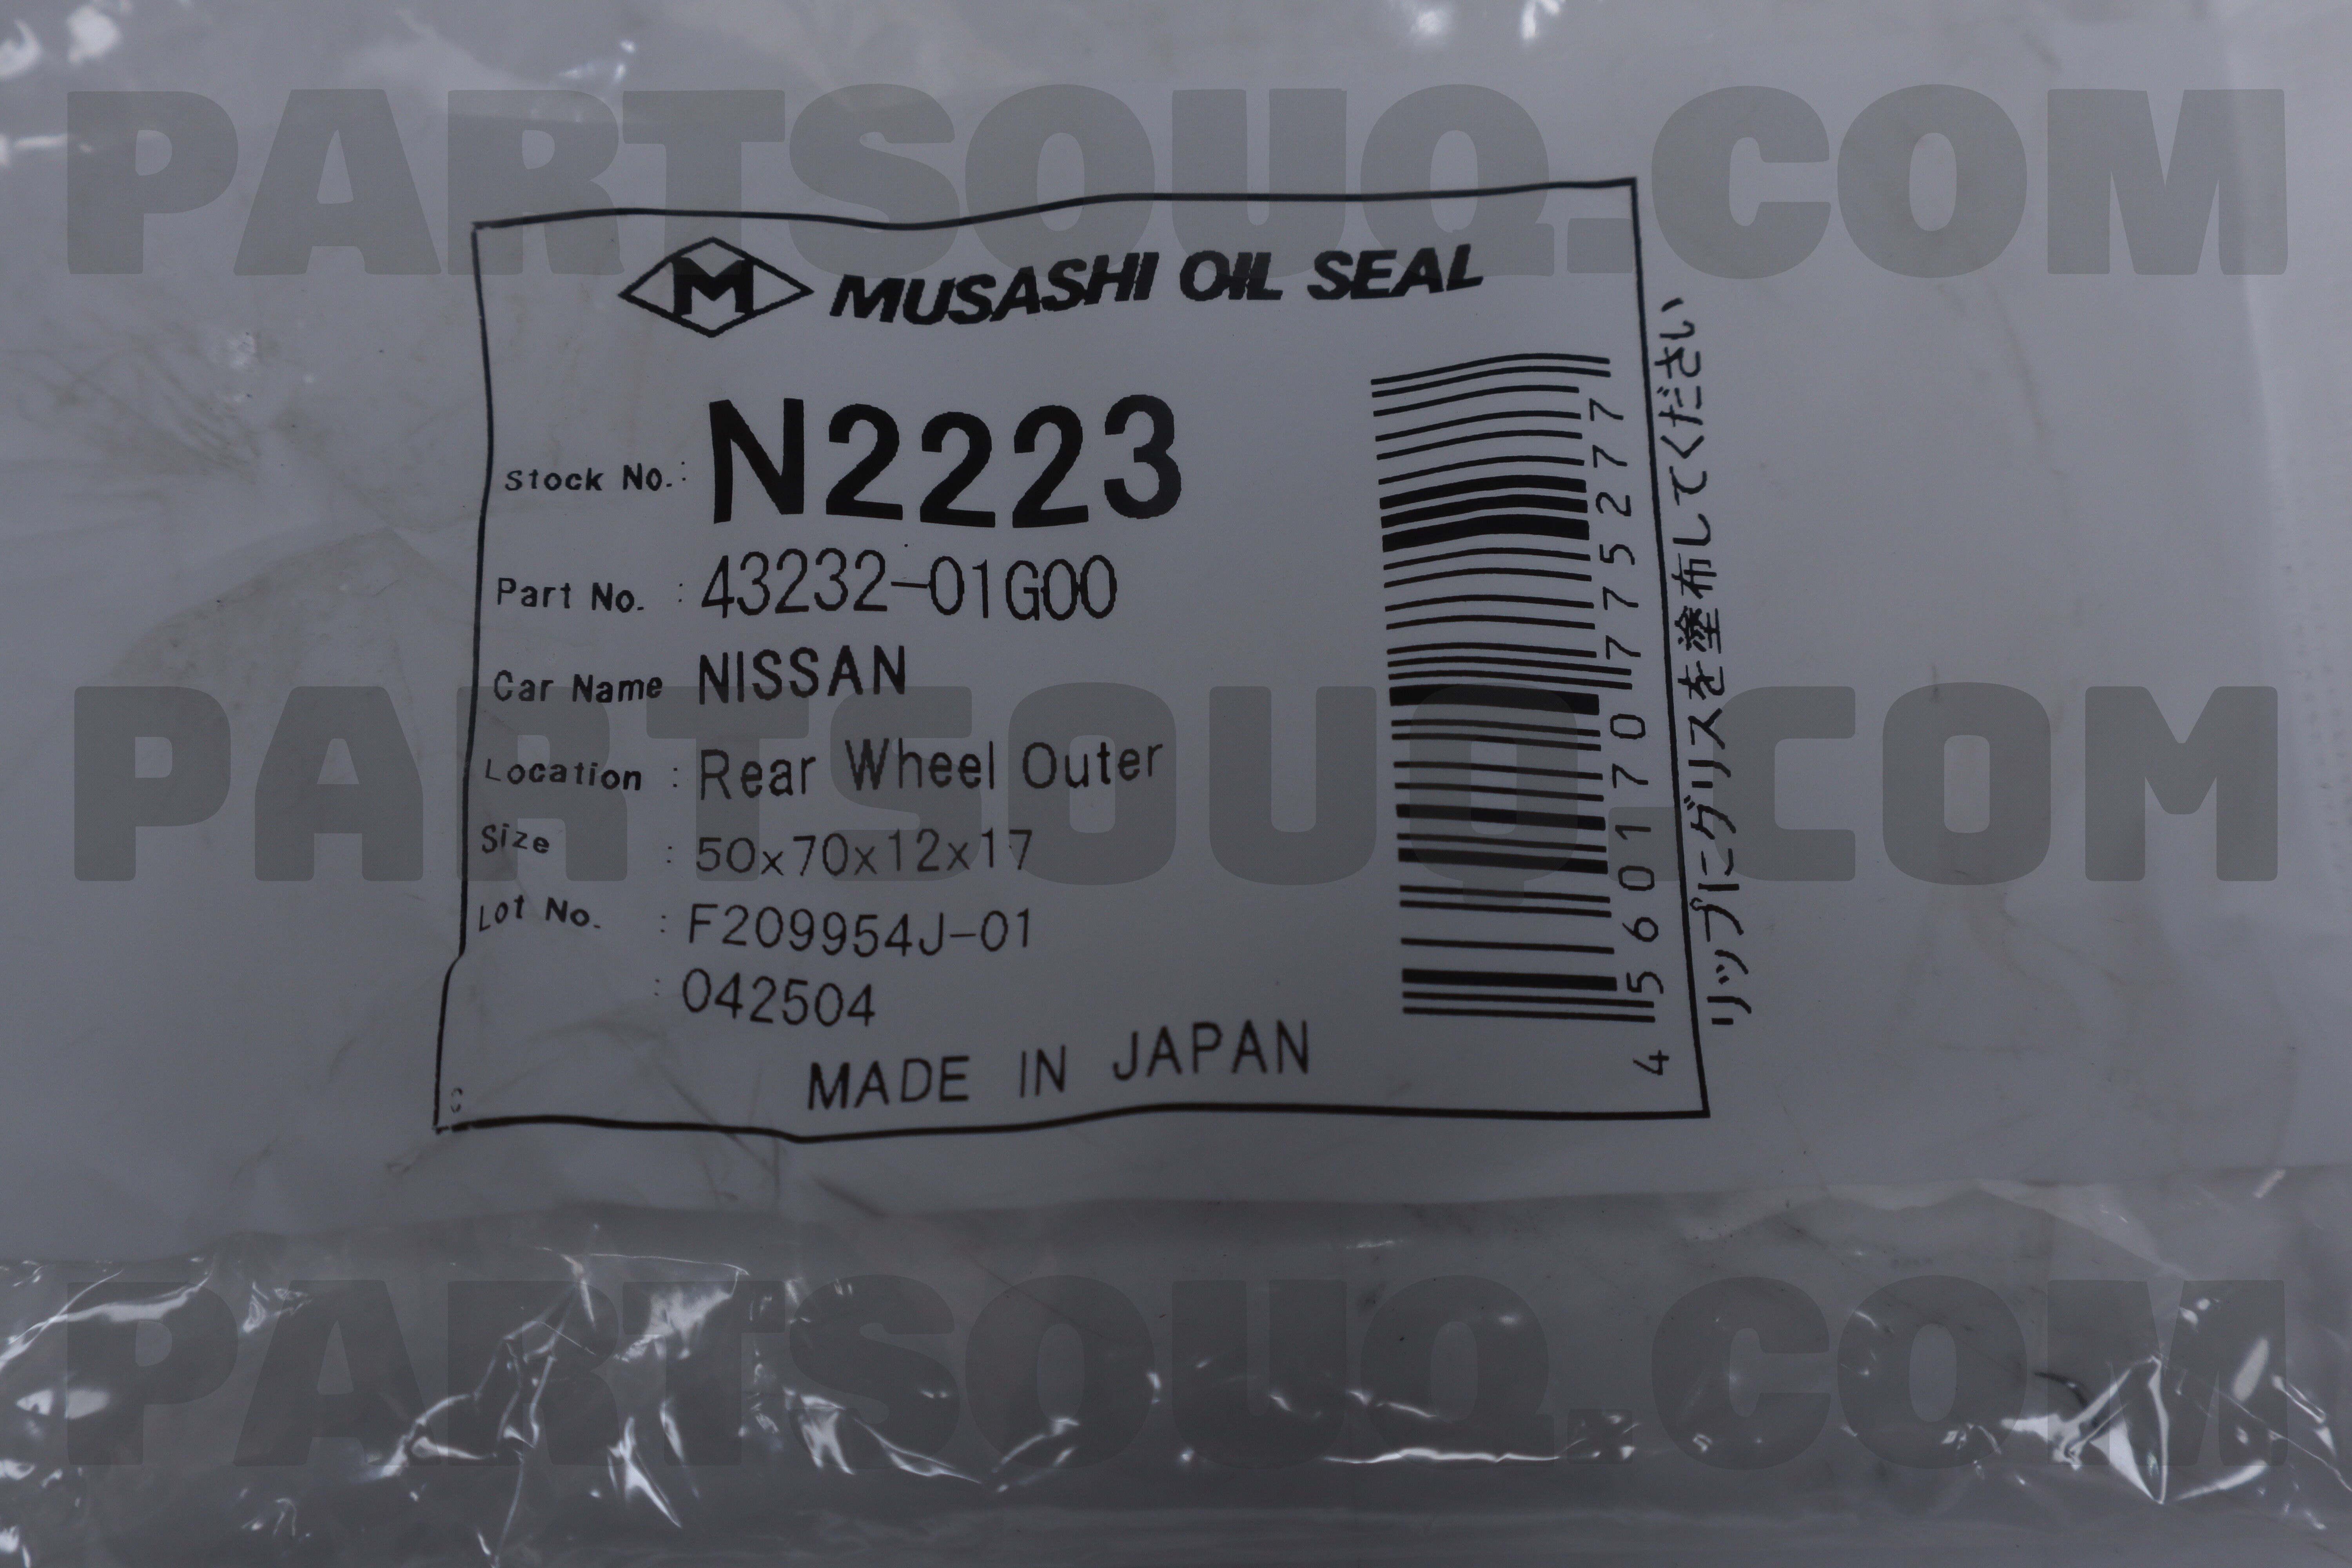 PARTSOUQ.COM
M MUSASHI OIL SEAL
Stock No. : N2223
Part No. : 43232-01G00
Car Name NISSAN
Location : Rear Wheel Outer
Size : 50x70x12x17
Lot No. : F209954J-01
: 042504
MADE IN JAPAN
4 560170 775277
リップにグリスを塗布してください
PARTSOUQ.COM
PARTSOUQ.COM